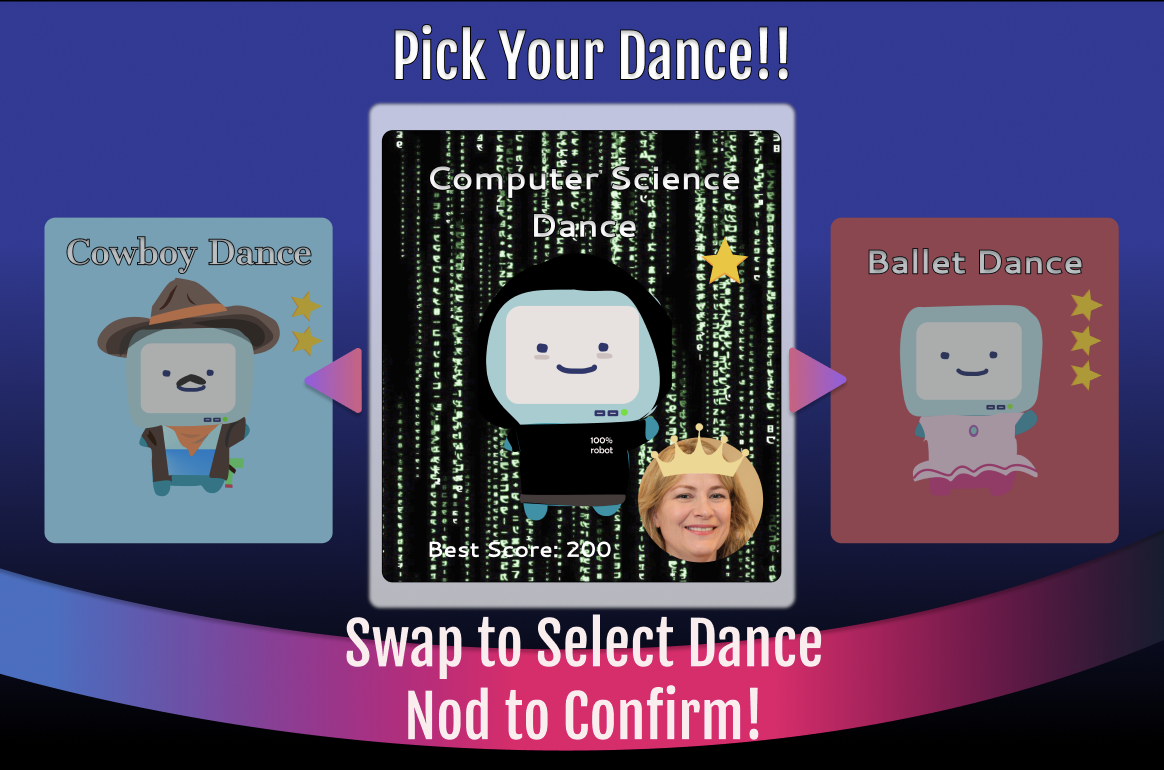 Pick Your Dance!!
Computer Science
Dance
Cowboy Dance
Ballet Dance
100%
robot
Best Score: 200
Swap to Select Dance
Nod to Confirm!